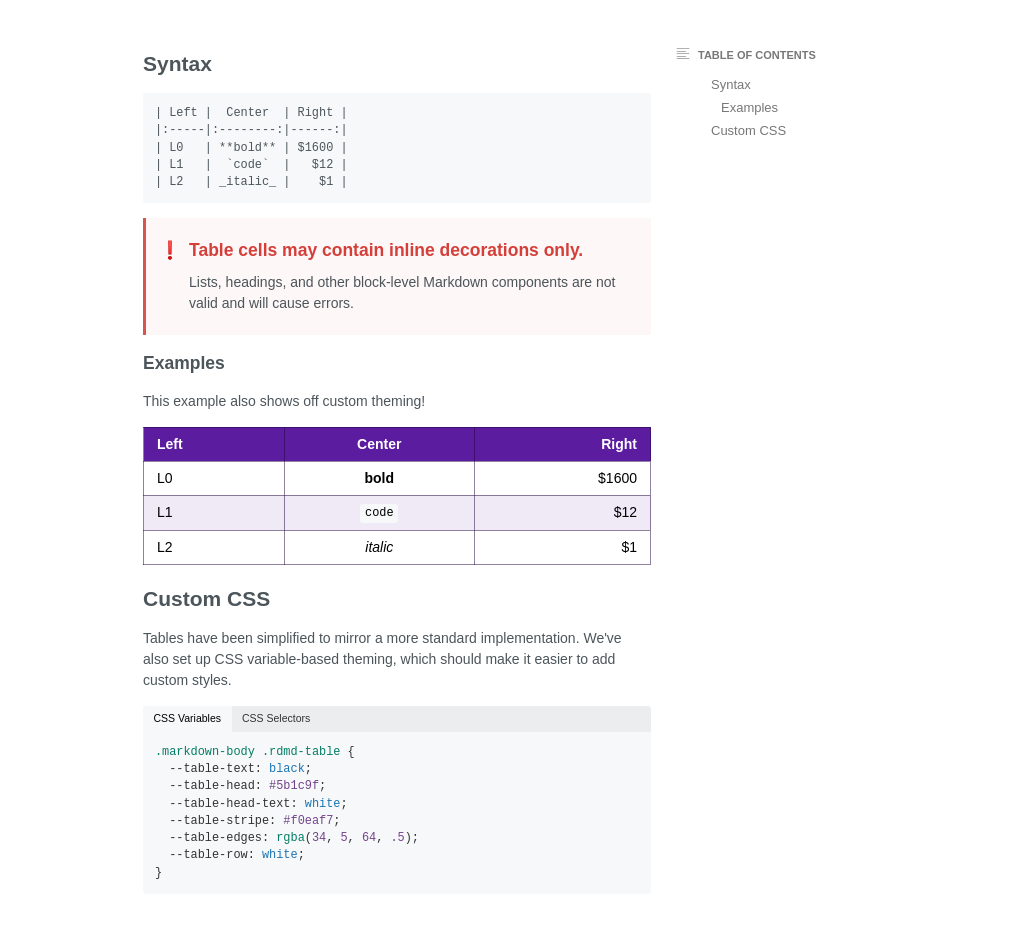 Syntax
| Left |  Center  | Right |
|:-----|:--------:|------:|
| L0   | **bold** | $1600 |
| L1   |  `code`  |   $12 |
| L2   | _italic_ |    $1 |
❗ Table cells may contain inline decorations only.
Lists, headings, and other block-level Markdown components are not
valid and will cause errors.
Examples
This example also shows off custom theming!
Left Center Right
L0 bold $1600
L1 code $12
L2 italic $1
Custom CSS
Tables have been simplified to mirror a more standard implementation. We've
also set up CSS variable-based theming, which should make it easier to add
custom styles.
CSS Variables CSS Selectors
.markdown-body .rdmd-table {
  --table-text: black;
  --table-head: #5b1c9f;
  --table-head-text: white;
  --table-stripe: #f0eaf7;
  --table-edges: rgba(34, 5, 64, .5);
  --table-row: white;
}
TABLE OF CONTENTS
Syntax
Examples
Custom CSS